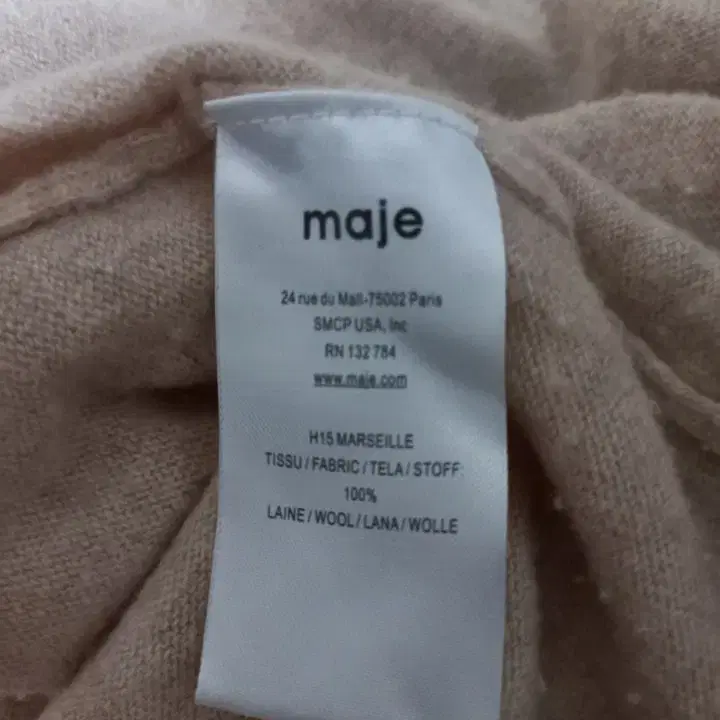 maje
24 rue du Mail-75002 Paris
SMCP USA, Inc
RN 132 784
www.maje.com
H15 MARSEILLE
TISSU / FABRIC / TELA / STOFF:
100%
LAINE / WOOL / LANA / WOLLE